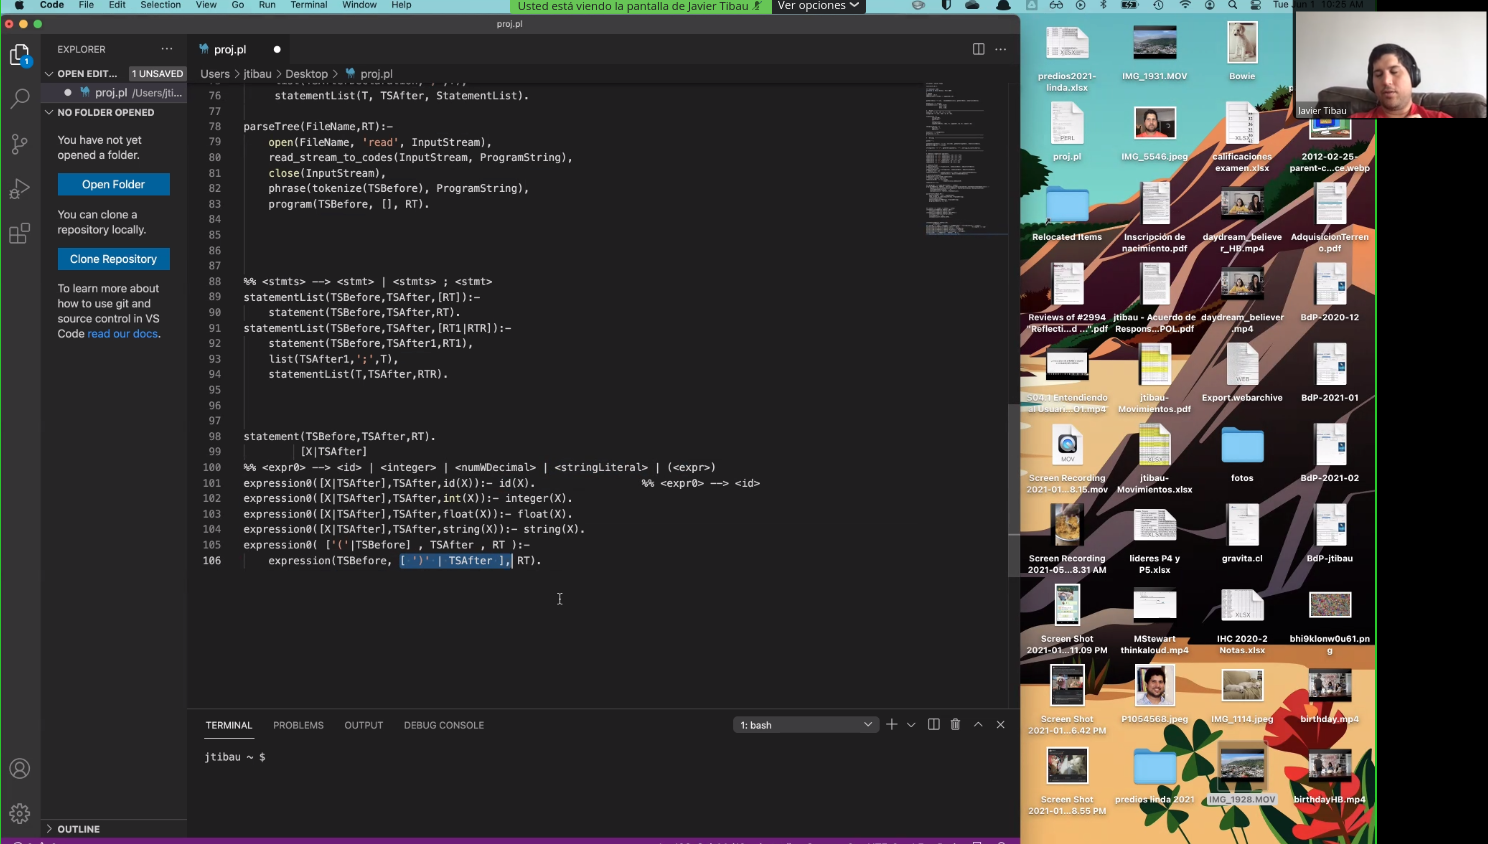 Code File Edit Selection View Go Run Terminal Window Help
Usted está viendo la pantalla de Javier Tibau
Ver opciones
Tue Jun 1 10:25 AM
proj.pl
EXPLORER
OPEN EDIT... 1 UNSAVED
proj.pl /Users/jti...
NO FOLDER OPENED
You have not yet
opened a folder.
Open Folder
You can clone a
repository locally.
Clone Repository
To learn more about
how to use git and
source control in VS
Code read our docs.
OUTLINE
proj.pl
Users > jtibau > Desktop > proj.pl
76 statementList(T, TSAfter, StatementList).
77
78 parseTree(FileName,RT):-
79 open(FileName, 'read', InputStream),
80 read_stream_to_codes(InputStream, ProgramString),
81 close(InputStream),
82 phrase(tokenize(TSBefore), ProgramString),
83 program(TSBefore, [], RT).
84
85
86
87
88 %% <stmts> ––> <stmt> | <stmts> ; <stmt>
89 statementList(TSBefore,TSAfter,[RT]):-
90 statement(TSBefore,TSAfter,RT).
91 statementList(TSBefore,TSAfter,[RT1|RTR]):-
92 statement(TSBefore,TSAfter1,RT1),
93 list(TSAfter1,';',T),
94 statementList(T,TSAfter,RTR).
95
96
97
98 statement(TSBefore,TSAfter,RT).
99 [X|TSAfter]
100 %% <expr0> ––> <id> | <integer> | <numWDecimal> | <stringLiteral> | (<expr>)
101 expression0([X|TSAfter],TSAfter,id(X)):- id(X). %% <expr0> ––> <id>
102 expression0([X|TSAfter],TSAfter,int(X)):- integer(X).
103 expression0([X|TSAfter],TSAfter,float(X)):- float(X).
104 expression0([X|TSAfter],TSAfter,string(X)):- string(X).
105 expression0( ['('|TSBefore] , TSAfter , RT ):-
106 expression(TSBefore, [ ')' | TSAfter ], RT).
TERMINAL PROBLEMS OUTPUT DEBUG CONSOLE
1: bash
jtibau ~ $
Javier Tibau
predios2021-
linda.xlsx
IMG_1931.MOV
Bowie
proj.pl
IMG_5546.jpeg
calificaciones
examen.xlsx
2012-02-25-
parent-c...ce.webp
Relocated Items
Inscripción de
nacimiento.pdf
daydream_believe
r_HB.mp4
AdquisicionTerren
o.pdf
Reviews of #2994
"Reflecti...d ...".pdf
jtibau - Acuerdo de
Respons...POL.pdf
daydream_believer
.mp4
BdP-2020-12
S04.1 Entendiendo
al Usuari...O1.mp4
jtibau-
Movimientos.pdf
Export.webarchive
BdP-2021-01
Screen Recording
2021-0...8.15.mov
jtibau-
Movimientos.xlsx
fotos
BdP-2021-02
Screen Recording
2021-05...8.31 AM
lideres P4 y
P5.xlsx
gravita.cl
BdP-jtibau
Screen Shot
2021-01...11.09 PM
MStewart
thinkaloud.mp4
IHC 2020-2
Notas.xlsx
bhi9klonw0u61.pn
g
Screen Shot
2021-01...6.42 PM
P1054568.jpeg
IMG_1114.jpeg
birthday.mp4
Screen Shot
2021-01...8.55 PM
predios linda 2021
IMG_1928.MOV
birthdayHB.mp4